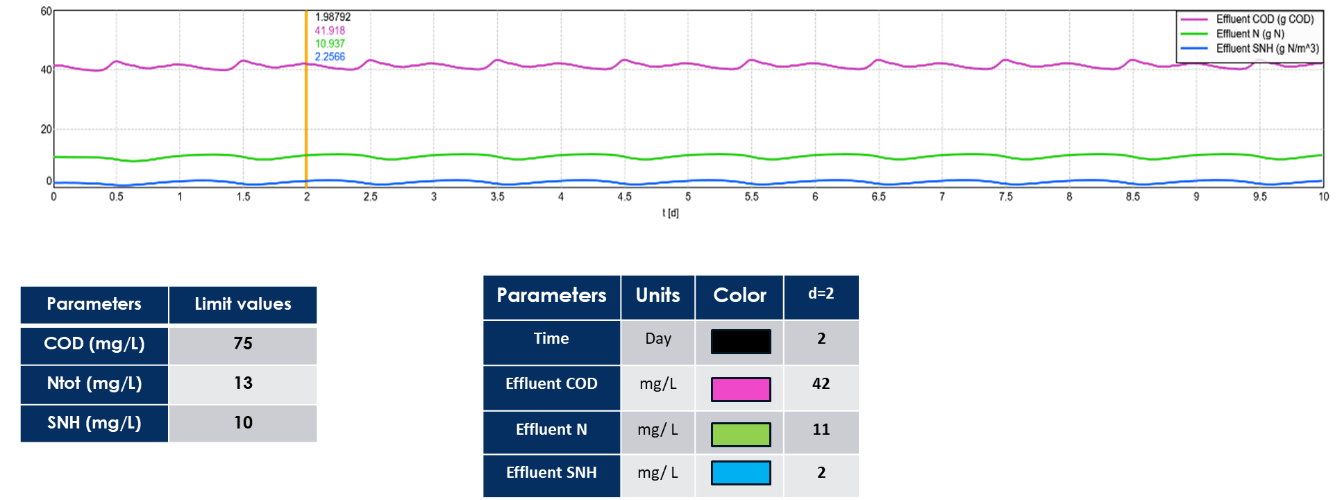 60
40
20
0
1.98792
41.918
10.937
2.2566
Effluent COD (g COD)
Effluent N (g N)
Effluent SNH (g N/m^3)
0 0.5 1 1.5 2 2.5 3 3.5 4 4.5 5 5.5 6 6.5 7 7.5 8 8.5 9 9.5 10
t [d]
Parameters Limit values
COD (mg/L) 75
Ntot (mg/L) 13
SNH (mg/L) 10
Parameters Units Color d=2
Time Day 2
Effluent COD mg/L 42
Effluent N mg/ L 11
Effluent SNH mg/ L 2